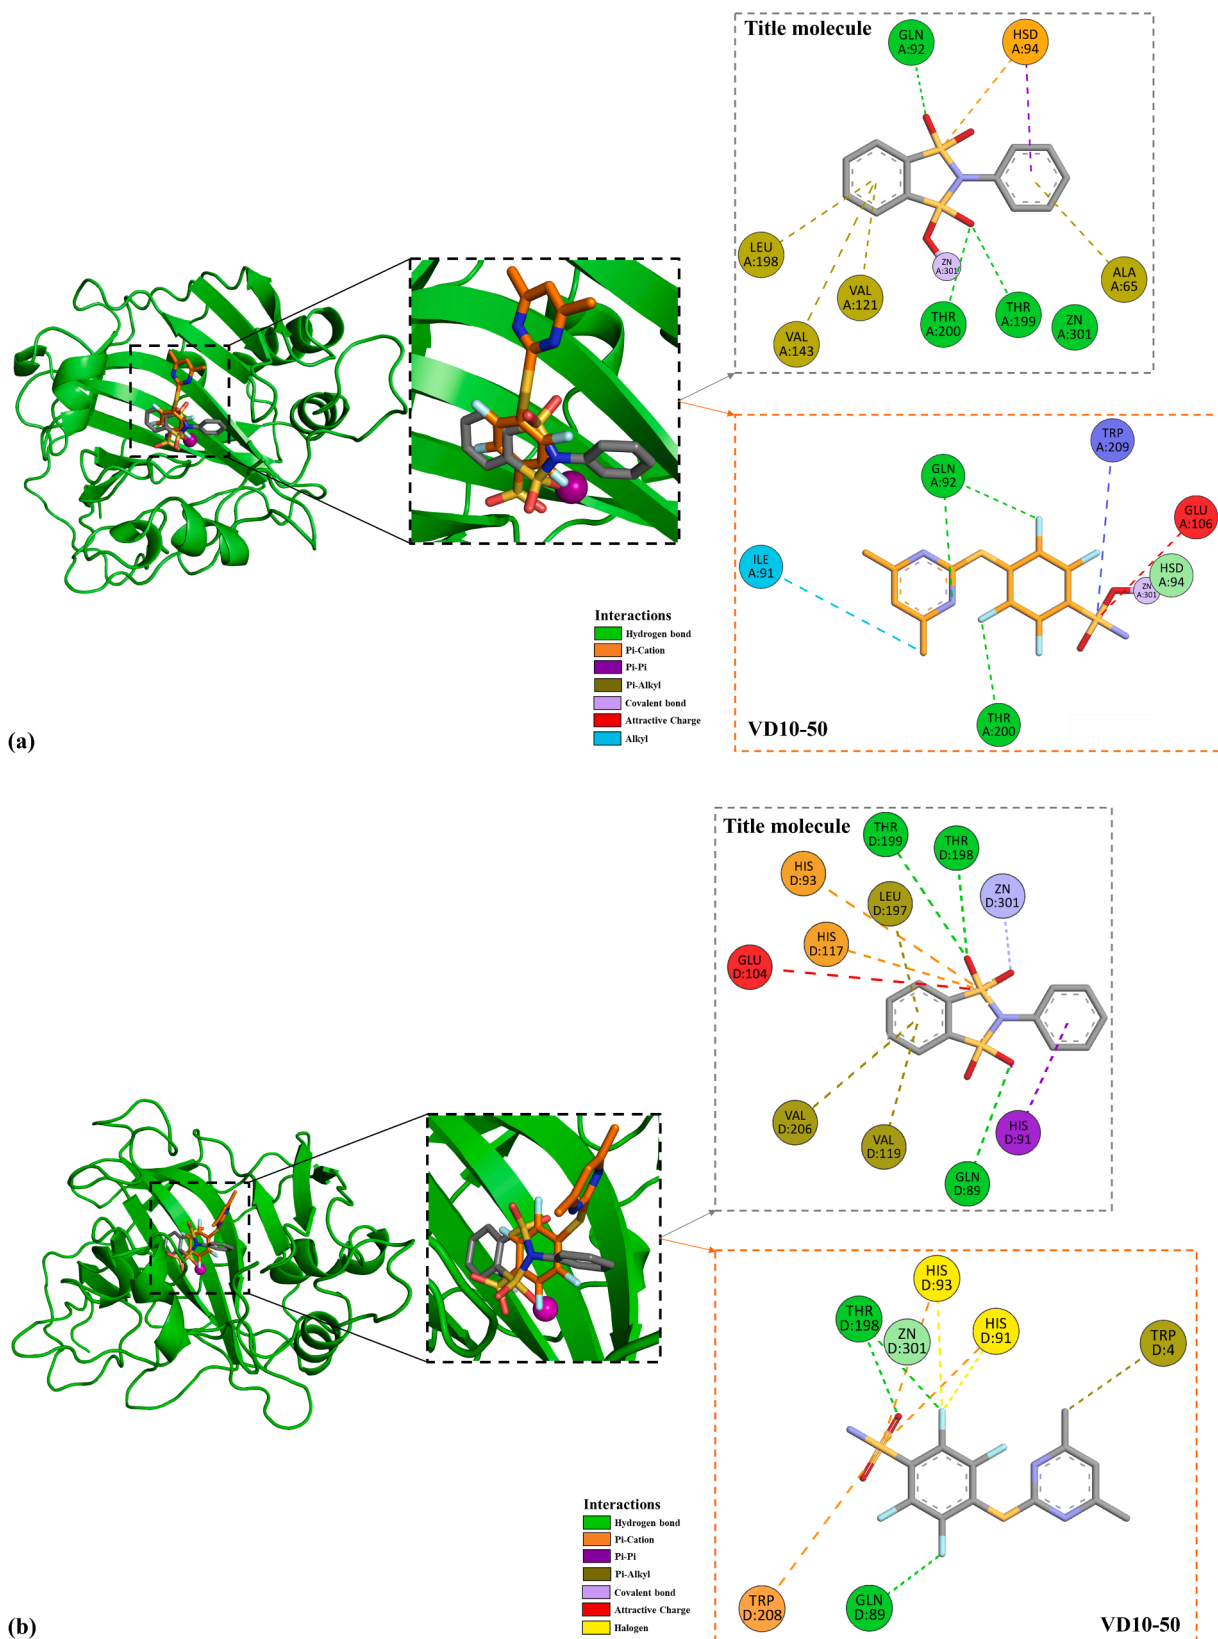 Title molecule
GLN
A:92
HSD
A:94
LEU
A:198
VAL
A:121
VAL
A:143
ZN
A:301
THR
A:200
THR
A:199
ZN
A:301
ALA
A:65
Interactions
Hydrogen bond
Pi-Cation
Pi-Pi
Pi-Alkyl
Covalent bond
Attractive Charge
Alkyl
(a)
GLN
A:92
TRP
A:209
GLU
A:106
ILE
A:91
HSD
A:94
ZN
A:301
THR
A:200
VD10-50
Title molecule
THR
D:199
THR
D:198
HIS
D:93
LEU
D:197
ZN
D:301
HIS
D:117
GLU
D:104
VAL
D:206
VAL
D:119
HIS
D:91
GLN
D:89
Interactions
Hydrogen bond
Pi-Cation
Pi-Pi
Pi-Alkyl
Covalent bond
Attractive Charge
Halogen
(b)
HIS
D:93
THR
D:198
ZN
D:301
HIS
D:91
TRP
D:4
TRP
D:208
GLN
D:89
VD10-50